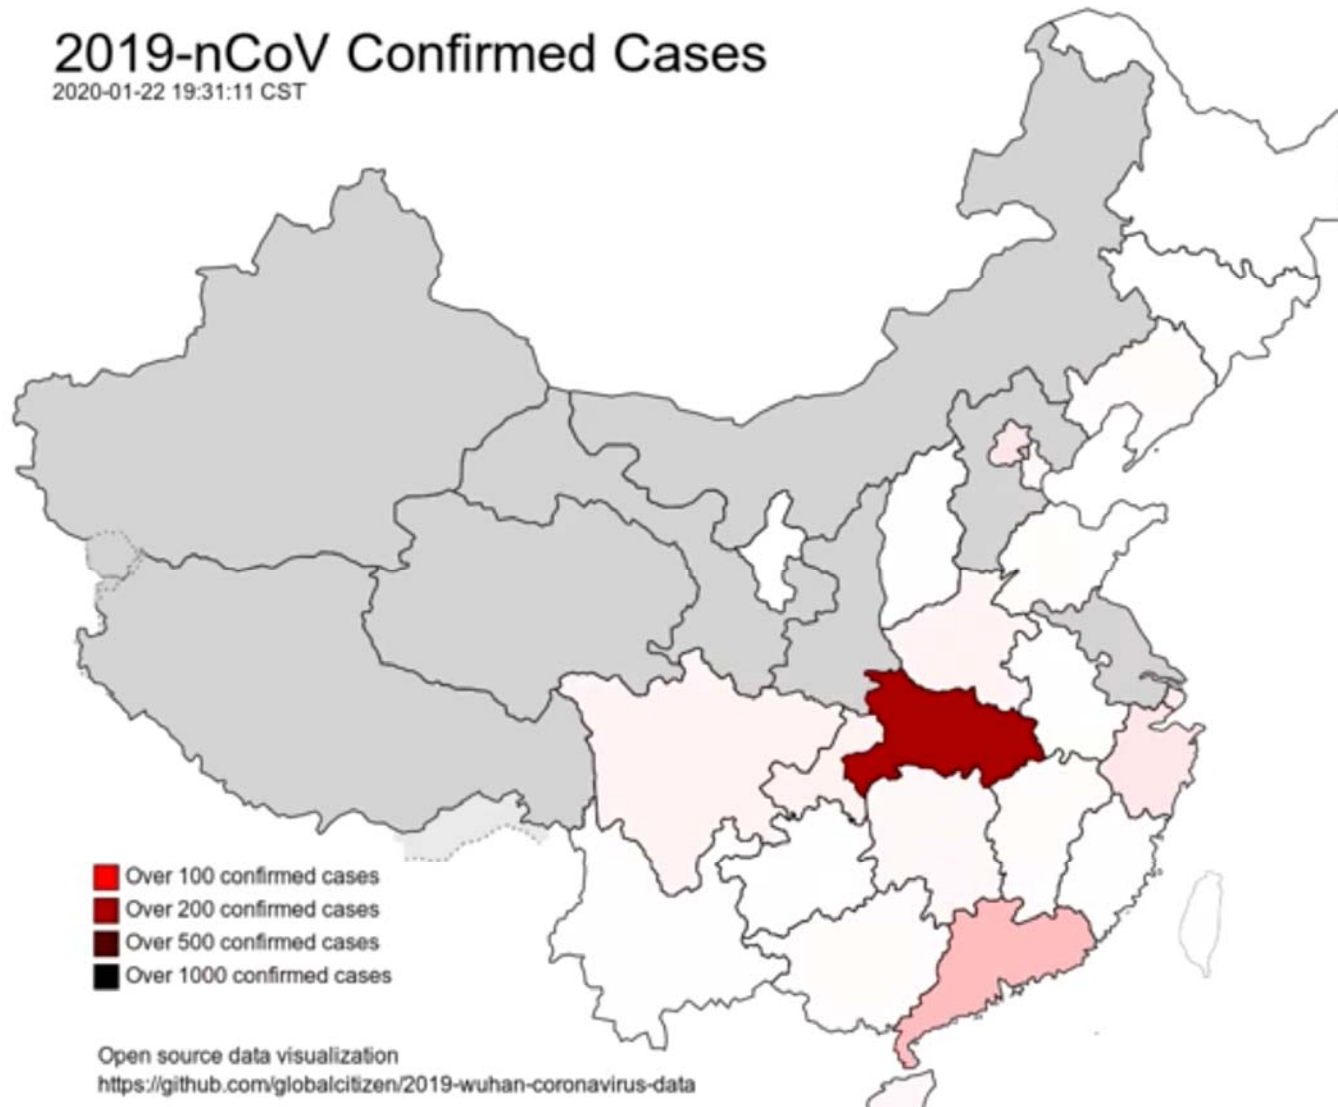 2019-nCoV Confirmed Cases
2020-01-22 19:31:11 CST
Over 100 confirmed cases
Over 200 confirmed cases
Over 500 confirmed cases
Over 1000 confirmed cases
Open source data visualization
https://github.com/globalcitizen/2019-wuhan-coronavirus-data